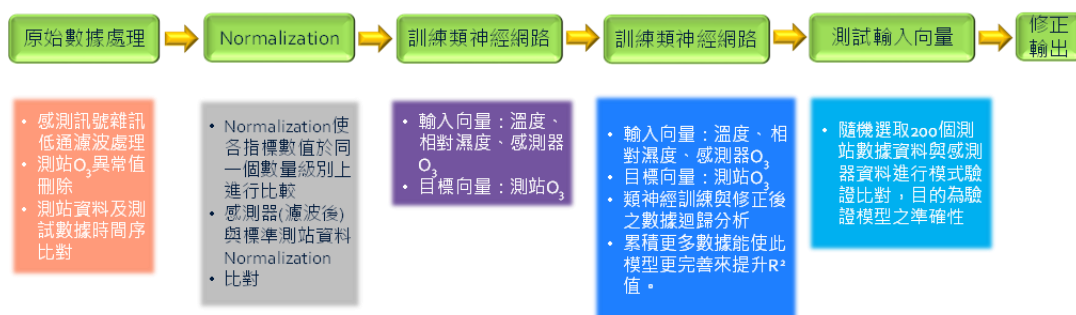 原始數據處理
Normalization
訓練類神經網路
訓練類神經網路
測試輸入向量
修正
輸出
• 感測訊號雜訊
低通濾波處理
• 測站O₃異常值
刪除
• 測站資料及測
試數據時間序
比對
• Normalization使
各指標數值於同
一個數量級別上
進行比較
• 感測器(濾波後)
與標準測站資料
Normalization
• 比對
• 輸入向量：溫度、
相對濕度、感測器
O₃
• 目標向量：測站O₃
• 輸入向量：溫度、相
對濕度、感測器O₃
• 目標向量：測站O₃
• 類神經訓練與修正後
之數據迴歸分析
• 累積更多數據能使此
模型更完善來提升R²
值。
• 隨機選取200個測
站數據資料與感測
器資料進行模式驗
證比對，目的為驗
證模型之準確性